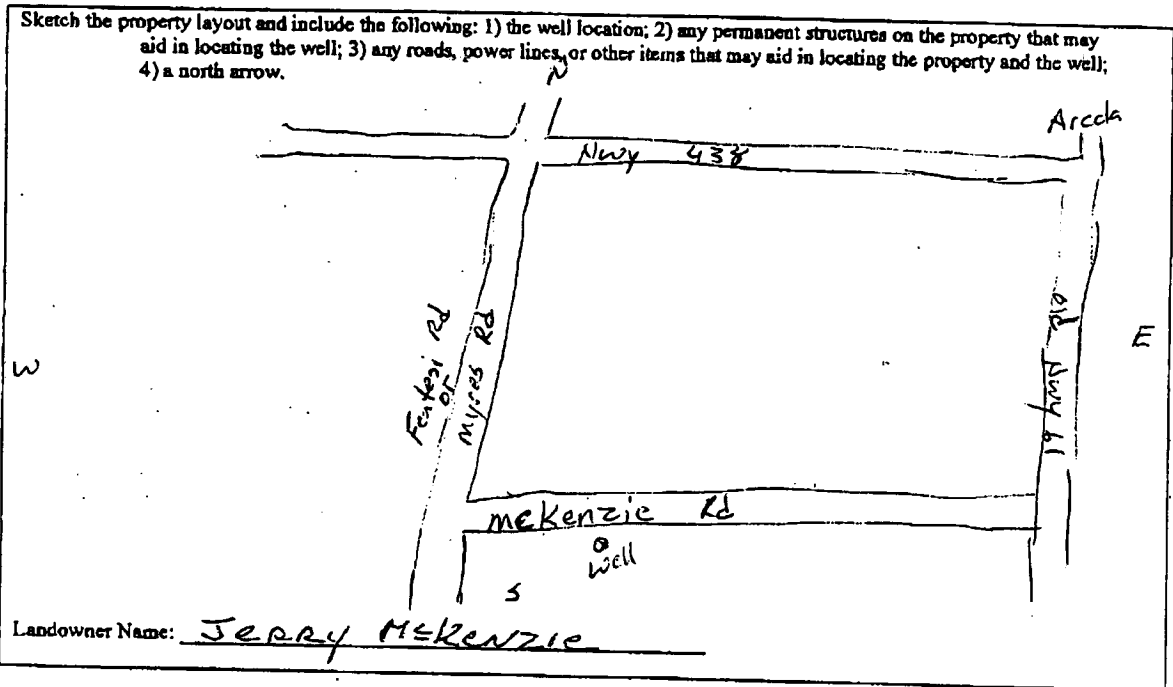 Sketch the property layout and include the following: 1) the well location; 2) any permanent structures on the property that may
aid in locating the well; 3) any roads, power lines, or other items that may aid in locating the property and the well;
4) a north arrow.
N
Hwy 438
W
Rd
or
Myres Rd
old Hwy 61
E
McKenzie Rd
Well
S
Landowner Name: Jerry McKenzie